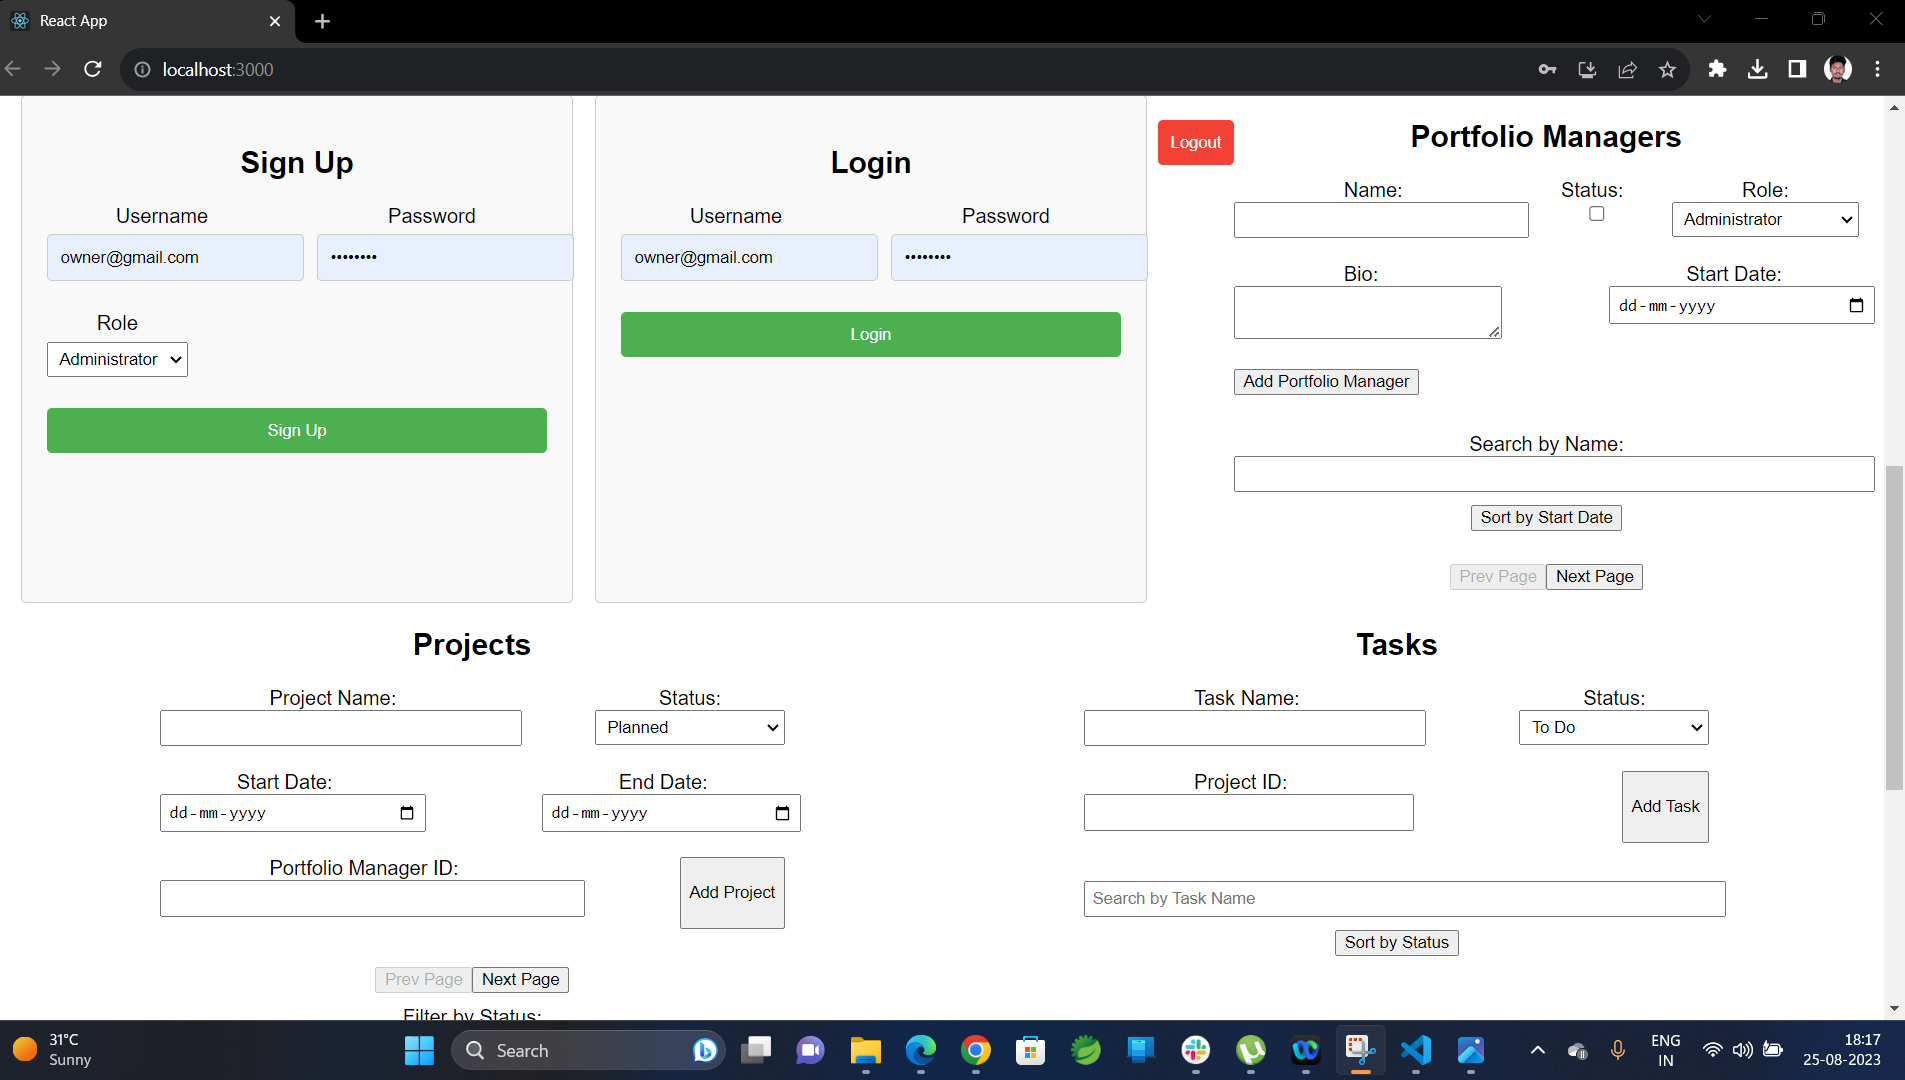 React App
localhost:3000
Sign Up
Username
Password
owner@gmail.com
••••••••
Role
Administrator
Sign Up
Login
Username
Password
owner@gmail.com
••••••••
Login
Logout
Portfolio Managers
Name:
Status:
Role:
Administrator
Bio:
Start Date:
dd-mm-yyyy
Add Portfolio Manager
Search by Name:
Sort by Start Date
Prev Page Next Page
Projects
Project Name:
Status:
Planned
Start Date:
End Date:
dd-mm-yyyy
dd-mm-yyyy
Portfolio Manager ID:
Add Project
Prev Page Next Page
Filter by Status:
Tasks
Task Name:
Status:
To Do
Project ID:
Add Task
Search by Task Name
Sort by Status
31°C
Sunny
Search
ENG
IN
18:17
25-08-2023